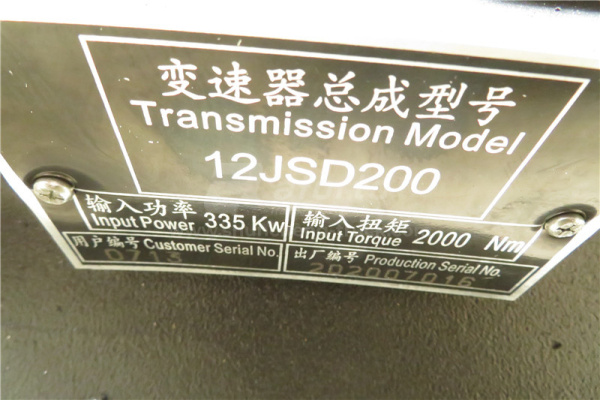 变速器总成型号
Transmission Model
12JSD200
输入功率
Input Power 335 Kw
输入扭矩
Input Torque 2000 Nm
用户编号 Customer Serial No.
0713
出厂编号 Production Serial No.
202007016